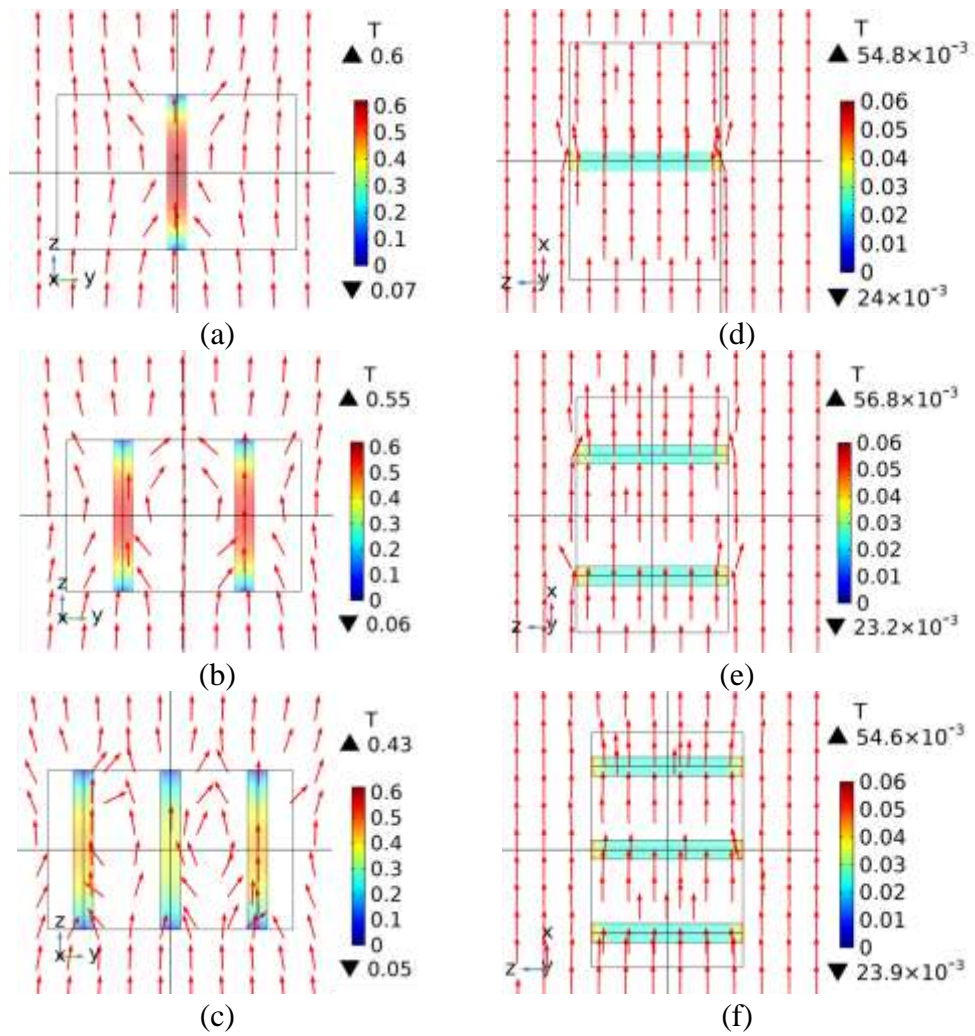 T
▲ 0.6
0.6
0.5
0.4
0.3
0.2
0.1
0
▼ 0.07
z
x y
(a)
T
▲ 54.8×10⁻³
0.06
0.05
0.04
0.03
0.02
0.01
0
▼ 24×10⁻³
x
z y
(d)
T
▲ 0.55
0.6
0.5
0.4
0.3
0.2
0.1
0
▼ 0.06
z
x y
(b)
T
▲ 56.8×10⁻³
0.06
0.05
0.04
0.03
0.02
0.01
0
▼ 23.2×10⁻³
x
z y
(e)
T
▲ 0.43
0.6
0.5
0.4
0.3
0.2
0.1
0
▼ 0.05
z
x y
(c)
T
▲ 54.6×10⁻³
0.06
0.05
0.04
0.03
0.02
0.01
0
▼ 23.9×10⁻³
x
z y
(f)